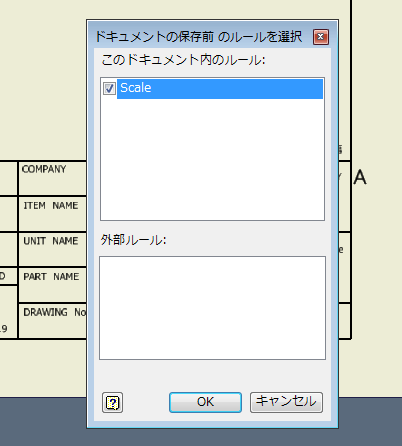 ドキュメントの保存前 のルールを選択
このドキュメント内のルール:
Scale
外部ルール:
OK
キャンセル
COMPANY
ITEM NAME
UNIT NAME
PART NAME
DRAWING No
A
D
19